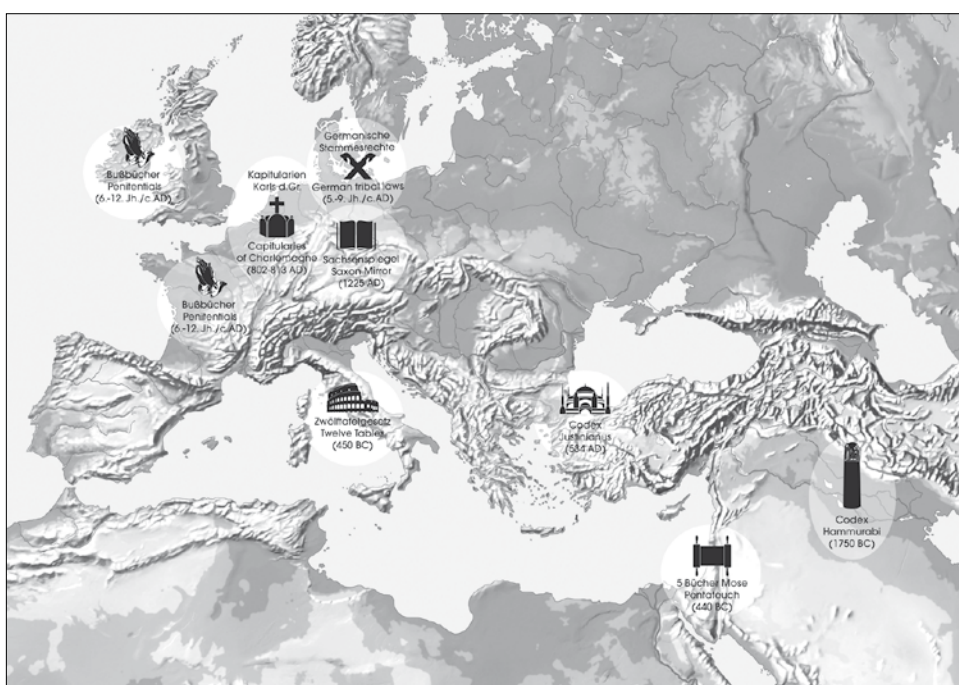 Bußbücher
Penitentials
(6.-12. Jh./c.AD)
Germanische
Stammesrechte
German tribal laws
(5.-9. Jh./c.AD)
Kapitularien
Karls d.Gr.
Capitularies
of Charlemagne
(802-813 AD)
Sachsenspiegel
Saxon Mirror
(1225 AD)
Bußbücher
Penitentials
(6.-12. Jh./c.AD)
Zwölftafelgesetz
Twelve Tables
(450 BC)
Codex
Justinianus
(534 AD)
Codex
Hammurabi
(1750 BC)
5 Bücher Mose
Pentateuch
(440 BC)